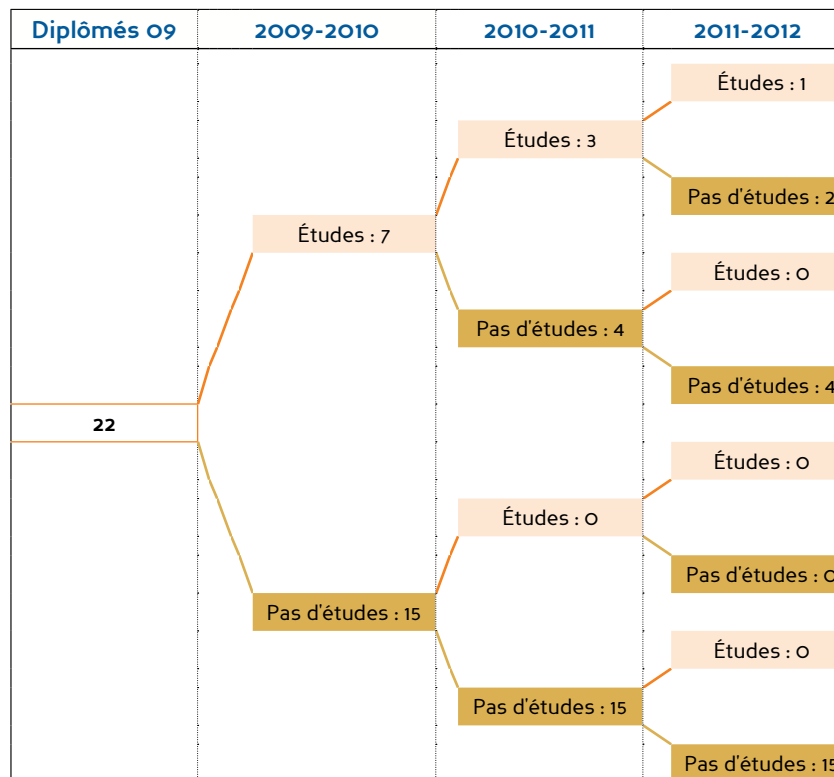 Diplômés 09 2009-2010 2010-2011 2011-2012
Études : 1
Études : 3
Pas d'études : 2
Études : 7
Études : 0
Pas d'études : 4
Pas d'études : 4
22
Études : 0
Études : 0
Pas d'études : 0
Pas d'études : 15
Études : 0
Pas d'études : 15
Pas d'études : 15